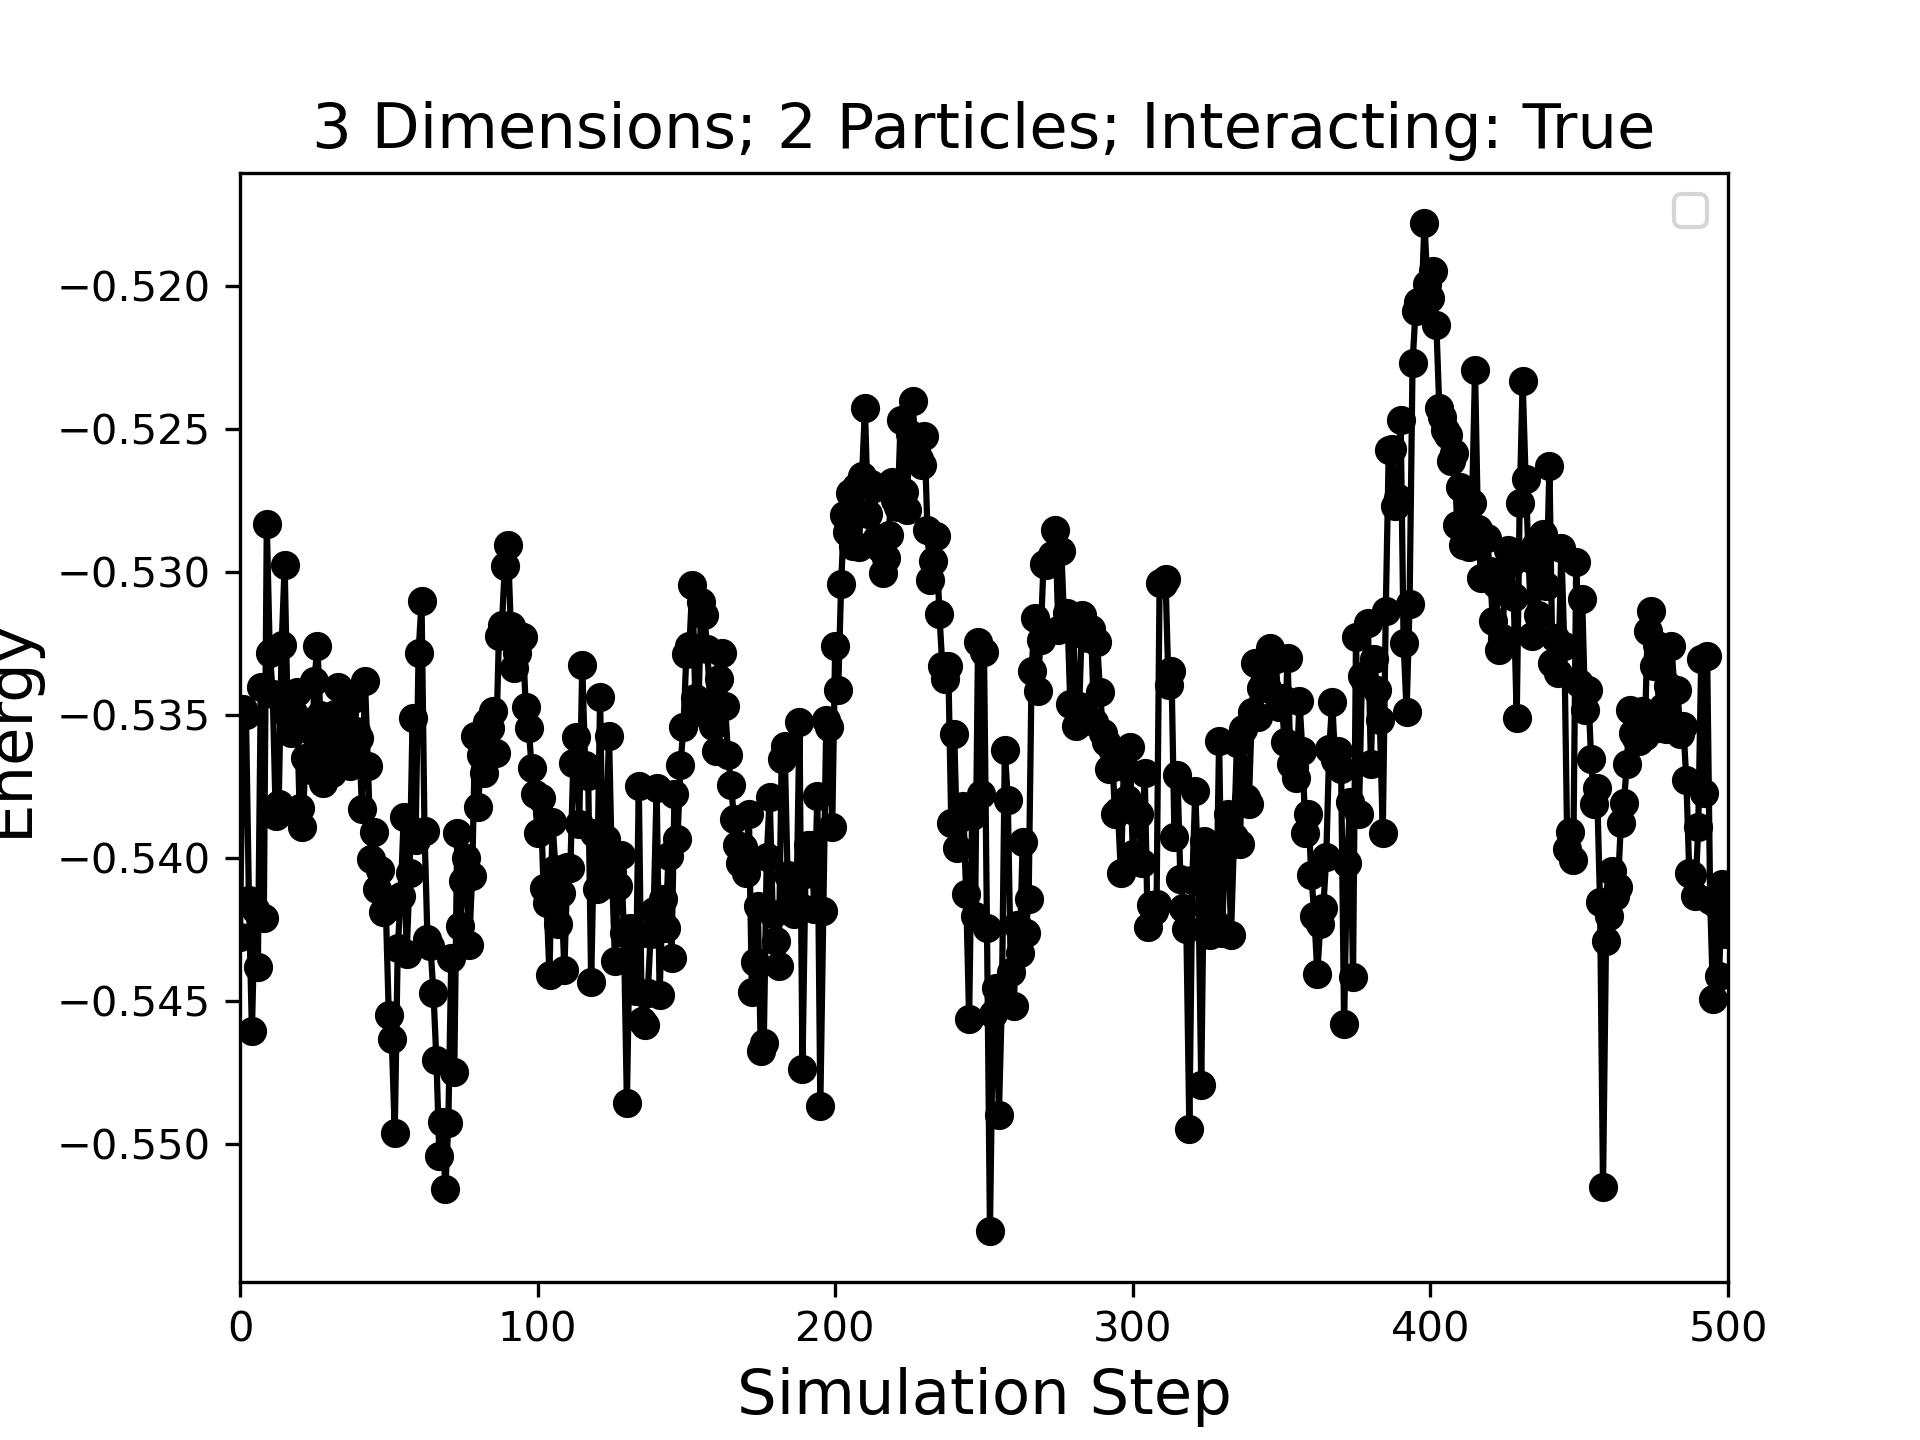 3 Dimensions; 2 Particles; Interacting: True
Energy
−0.520
−0.525
−0.530
−0.535
−0.540
−0.545
−0.550
0 100 200 300 400 500
Simulation Step